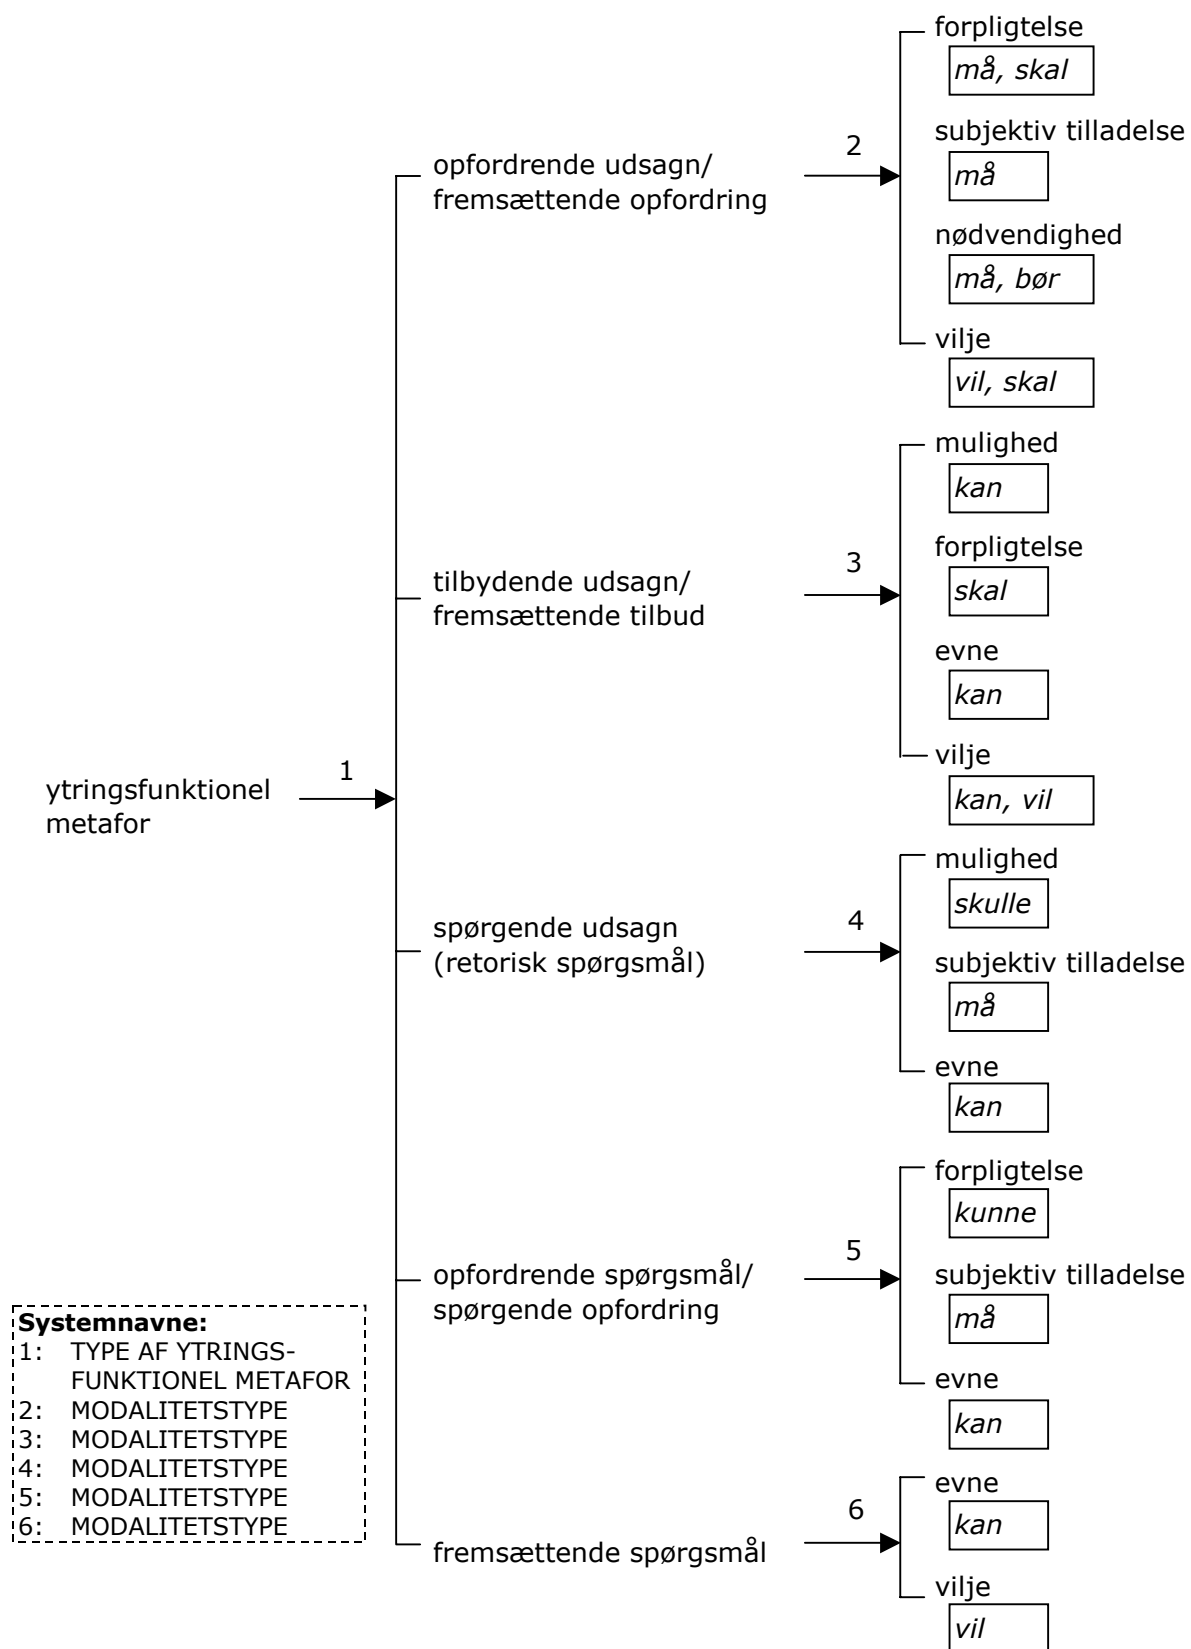 forpligtelse
må, skal
subjektiv tilladelse
2
opfordrende udsagn/
fremsættende opfordring
må
nødvendighed
må, bør
vilje
vil, skal
mulighed
kan
forpligtelse
3
tilbydende udsagn/
fremsættende tilbud
skal
evne
kan
vilje
kan, vil
1
ytringsfunktionel
metafor
mulighed
skulle
4
spørgende udsagn
(retorisk spørgsmål)
subjektiv tilladelse
må
evne
kan
forpligtelse
kunne
5
opfordrende spørgsmål/
spørgende opfordring
subjektiv tilladelse
må
evne
kan
evne
kan
6
fremsættende spørgsmål
vilje
vil
Systemnavne:
1: TYPE AF YTRINGS-
FUNKTIONEL METAFOR
2: MODALITETSTYPE
3: MODALITETSTYPE
4: MODALITETSTYPE
5: MODALITETSTYPE
6: MODALITETSTYPE